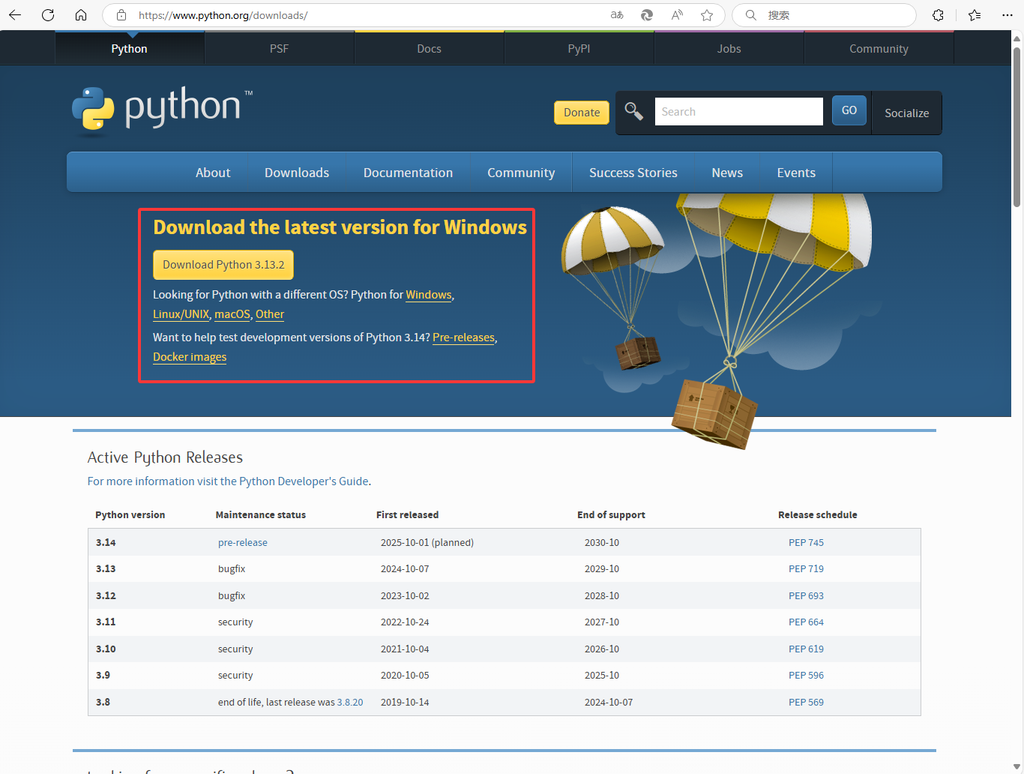 https://www.python.org/downloads/
搜索
Python
PSF
Docs
PyPI
Jobs
Community
python™
Donate
Search
GO
Socialize
About
Downloads
Documentation
Community
Success Stories
News
Events
Download the latest version for Windows
Download Python 3.13.2
Looking for Python with a different OS? Python for Windows,
Linux/UNIX, macOS, Other
Want to help test development versions of Python 3.14? Pre-releases,
Docker images
Active Python Releases
For more information visit the Python Developer's Guide.
Python version Maintenance status First released End of support Release schedule
3.14 pre-release 2025-10-01 (planned) 2030-10 PEP 745
3.13 bugfix 2024-10-07 2029-10 PEP 719
3.12 bugfix 2023-10-02 2028-10 PEP 693
3.11 security 2022-10-24 2027-10 PEP 664
3.10 security 2021-10-04 2026-10 PEP 619
3.9 security 2020-10-05 2025-10 PEP 596
3.8 end of life, last release was 3.8.20 2019-10-14 2024-10-07 PEP 569